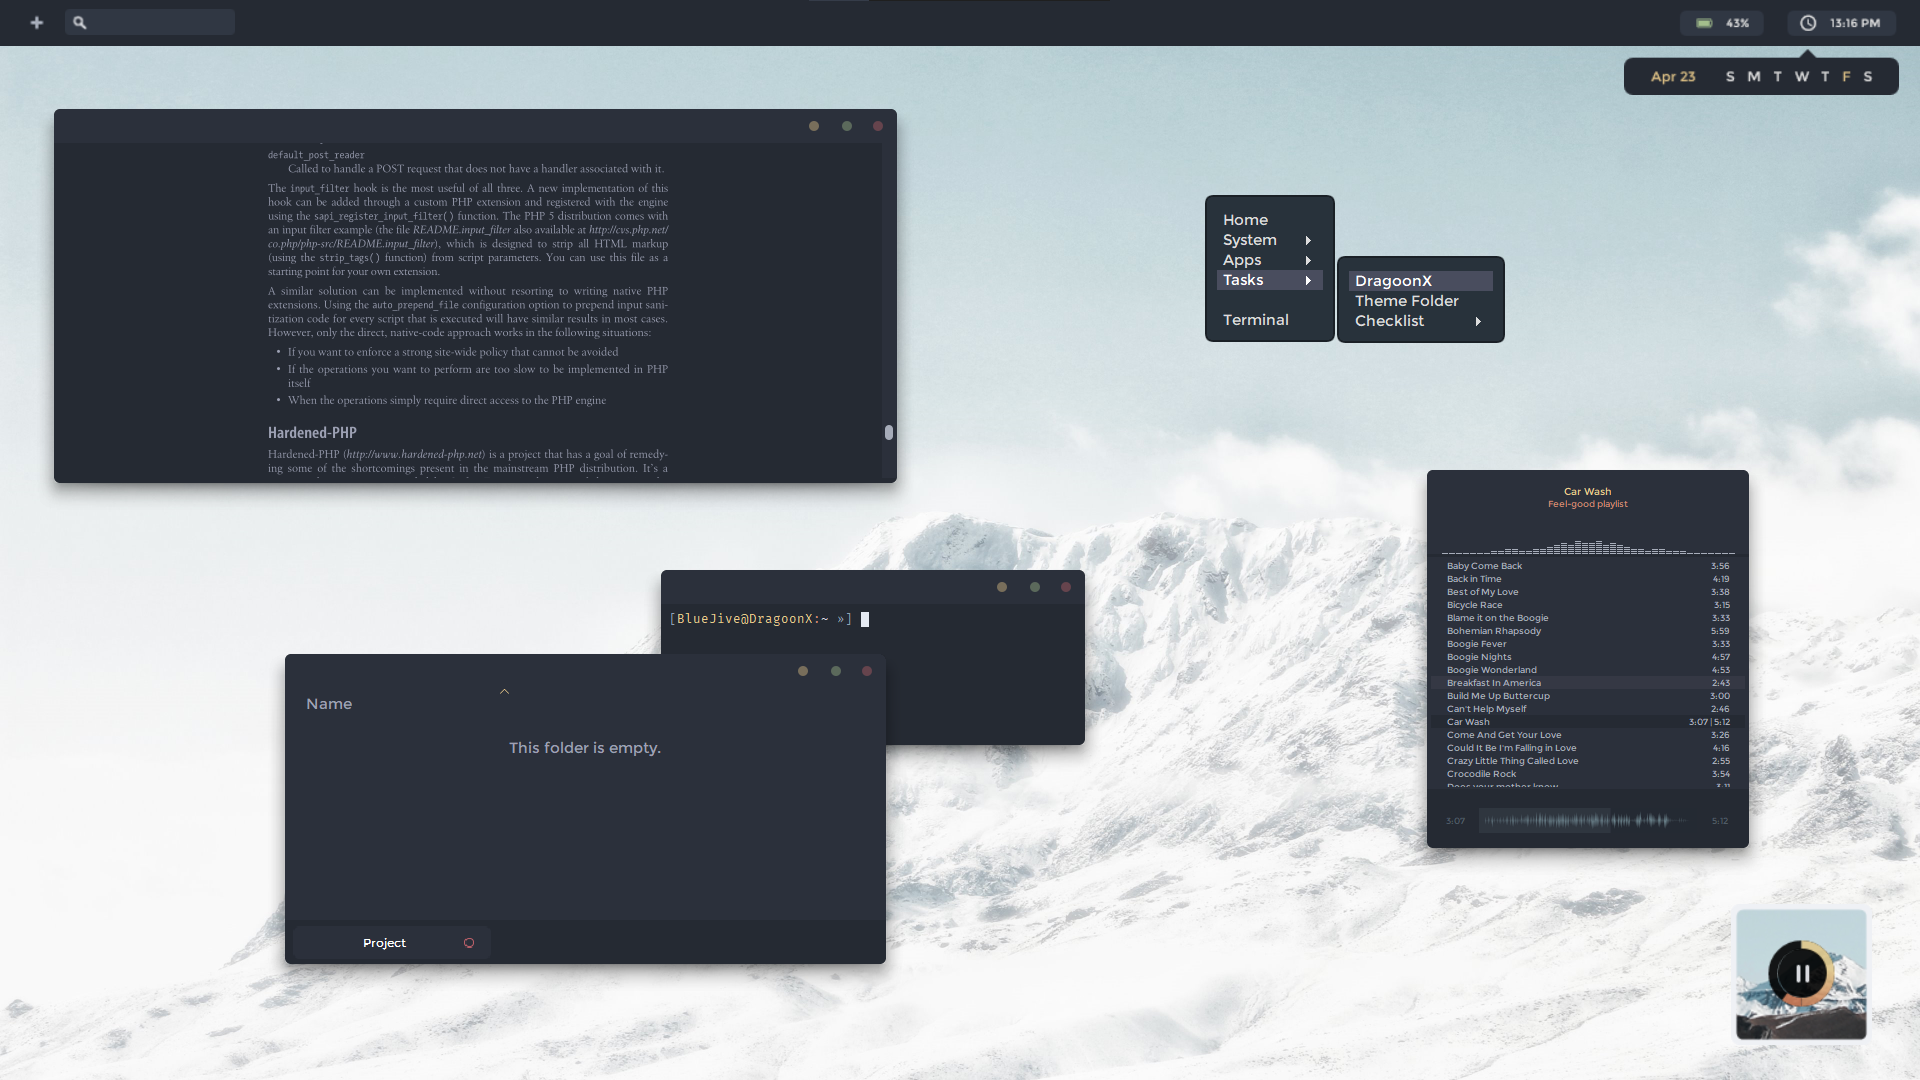 43%
13:16 PM
Apr 23 S M T W T F S
default_post_reader
Called to handle a POST request that does not have a handler associated with it.
The input_filter hook is the most useful of all three. A new implementation of this
hook can be added through a custom PHP extension and registered with the engine
using the sapi_register_input_filter() function. The PHP 5 distribution comes with
an input filter example (the file README.input_filter also available at http://cvs.php.net/
co.php/php-src/README.input_filter), which is designed to strip all HTML markup
(using the strip_tags() function) from script parameters. You can use this file as a
starting point for your own extension.
A similar solution can be implemented without resorting to writing native PHP
extensions. Using the auto_prepend_file configuration option to prepend input sani-
tization code for every script that is executed will have similar results in most cases.
However, only the direct, native-code approach works in the following situations:
• If you want to enforce a strong site-wide policy that cannot be avoided
• If the operations you want to perform are too slow to be implemented in PHP
itself
• When the operations simply require direct access to the PHP engine
Hardened-PHP
Hardened-PHP (http://www.hardened-php.net) is a project that has a goal of remedy-
ing some of the shortcomings present in the mainstream PHP distribution. It's a
Home
System
Apps
Tasks
Terminal
DragoonX
Theme Folder
Checklist
[BlueJive@DragoonX:~ »]
Name
This folder is empty.
Project
Car Wash
Feel-good playlist
Baby Come Back 3:56
Back in Time 4:19
Best of My Love 3:38
Bicycle Race 3:15
Blame it on the Boogie 3:33
Bohemian Rhapsody 5:59
Boogie Fever 3:33
Boogie Nights 4:57
Boogie Wonderland 4:53
Breakfast In America 2:43
Build Me Up Buttercup 3:00
Can't Help Myself 2:46
Car Wash 3:07 | 5:12
Come And Get Your Love 3:26
Could It Be I'm Falling in Love 4:16
Crazy Little Thing Called Love 2:55
Crocodile Rock 3:54
Does your mother know 3:11
3:07 5:12